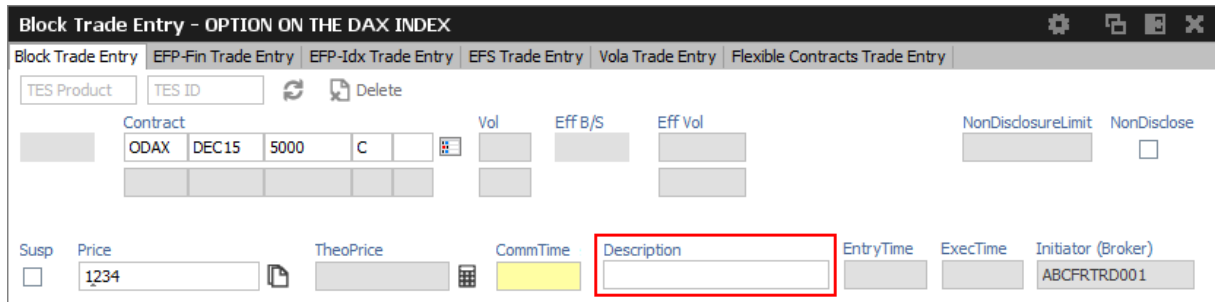 Block Trade Entry - OPTION ON THE DAX INDEX
Block Trade Entry EFP-Fin Trade Entry EFP-Idx Trade Entry EFS Trade Entry Vola Trade Entry Flexible Contracts Trade Entry
TES Product TES ID Delete
Contract Vol Eff B/S Eff Vol NonDisclosureLimit NonDisclose
ODAX DEC15 5000 C
Susp Price TheoPrice CommTime Description EntryTime ExecTime Initiator (Broker)
1234 ABCFRTRD001